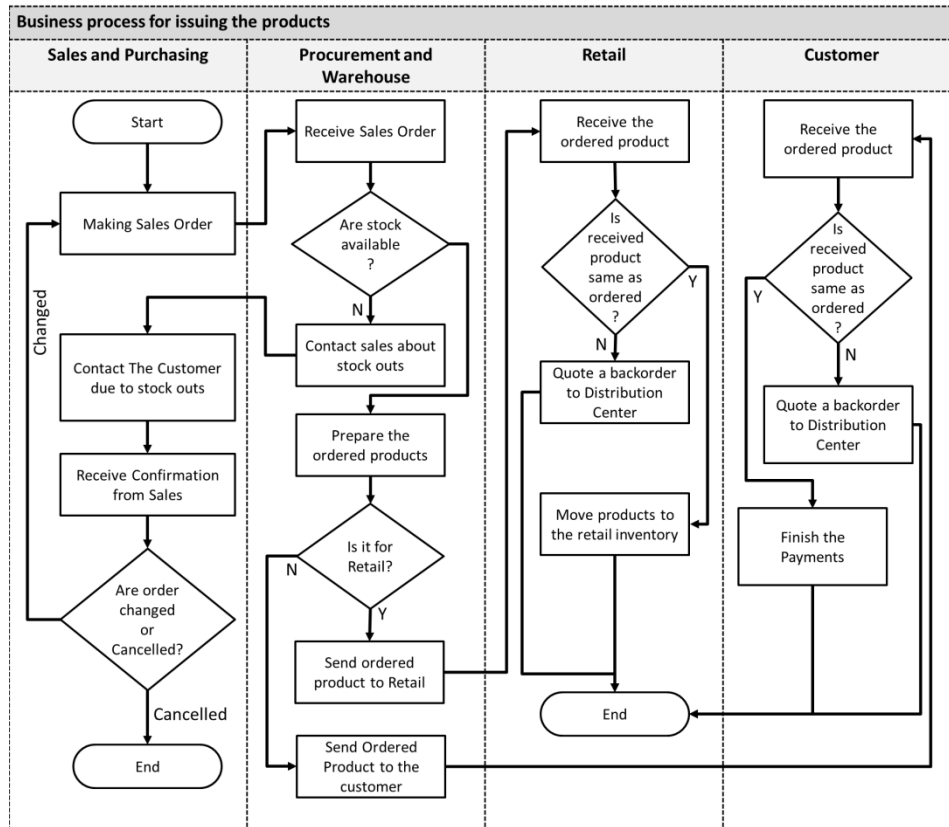 Business process for issuing the products
Sales and Purchasing
Procurement and
Warehouse
Retail
Customer
Start
Making Sales Order
Changed
Contact The Customer
due to stock outs
Receive Confirmation
from Sales
Are order
changed
or
Cancelled?
Cancelled
End
Receive Sales Order
Are stock
available
?
N
Contact sales about
stock outs
Prepare the
ordered products
Is it for
Retail?
N
Y
Send ordered
product to Retail
Send Ordered
Product to the
customer
Receive the
ordered product
Is
received
product
same as
ordered
?
Y
N
Quote a backorder
to Distribution
Center
Move products to
the retail inventory
End
Receive the
ordered product
Is
received
product
same as
ordered
?
Y
N
Quote a backorder
to Distribution
Center
Finish the
Payments